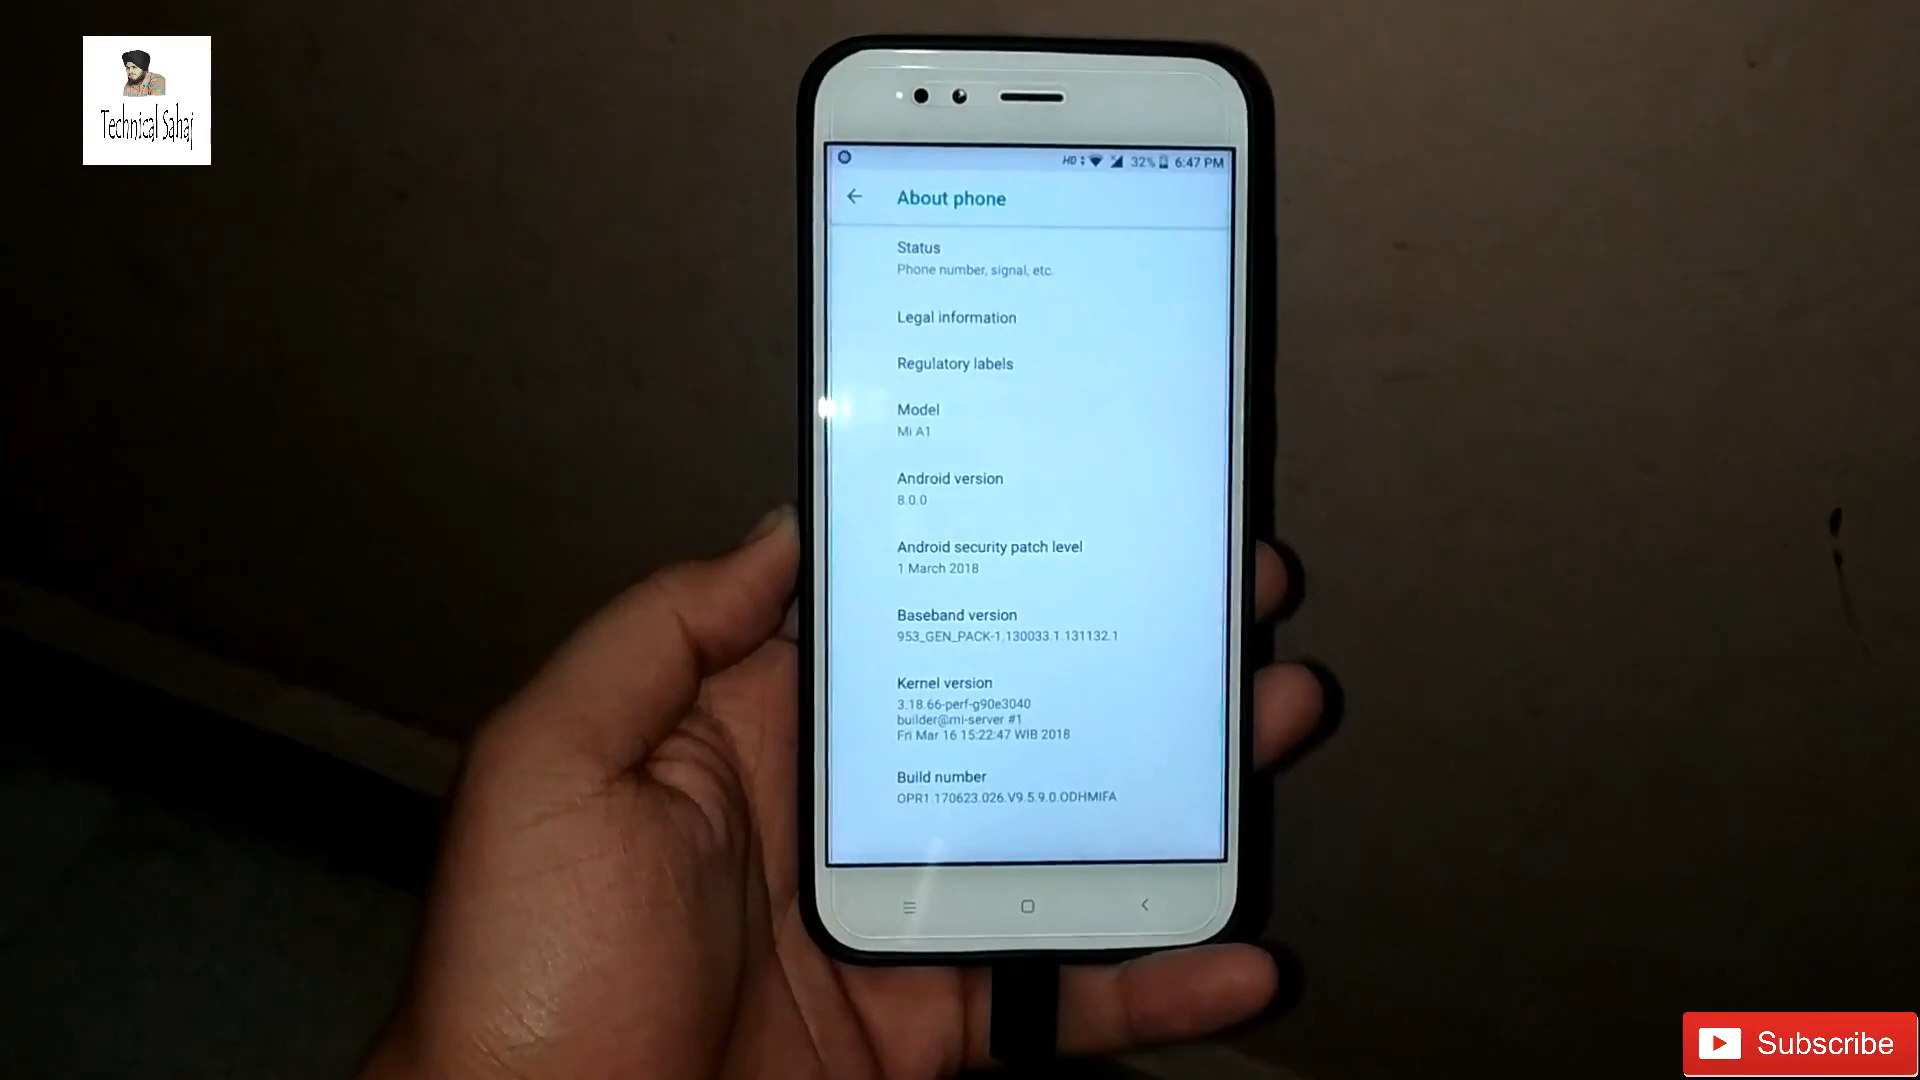 Technical Sahaj
HD 32% 6:47 PM
About phone
Status
Phone number, signal, etc.
Legal information
Regulatory labels
Model
Mi A1
Android version
8.0.0
Android security patch level
1 March 2018
Baseband version
953_GEN_PACK-1.130033.1.131132.1
Kernel version
3.18.66-perf-g90e3040
builder@mi-server #1
Fri Mar 16 15:22:47 WIB 2018
Build number
OPR1.170623.026.V9.5.9.0.ODHMIFA
Subscribe